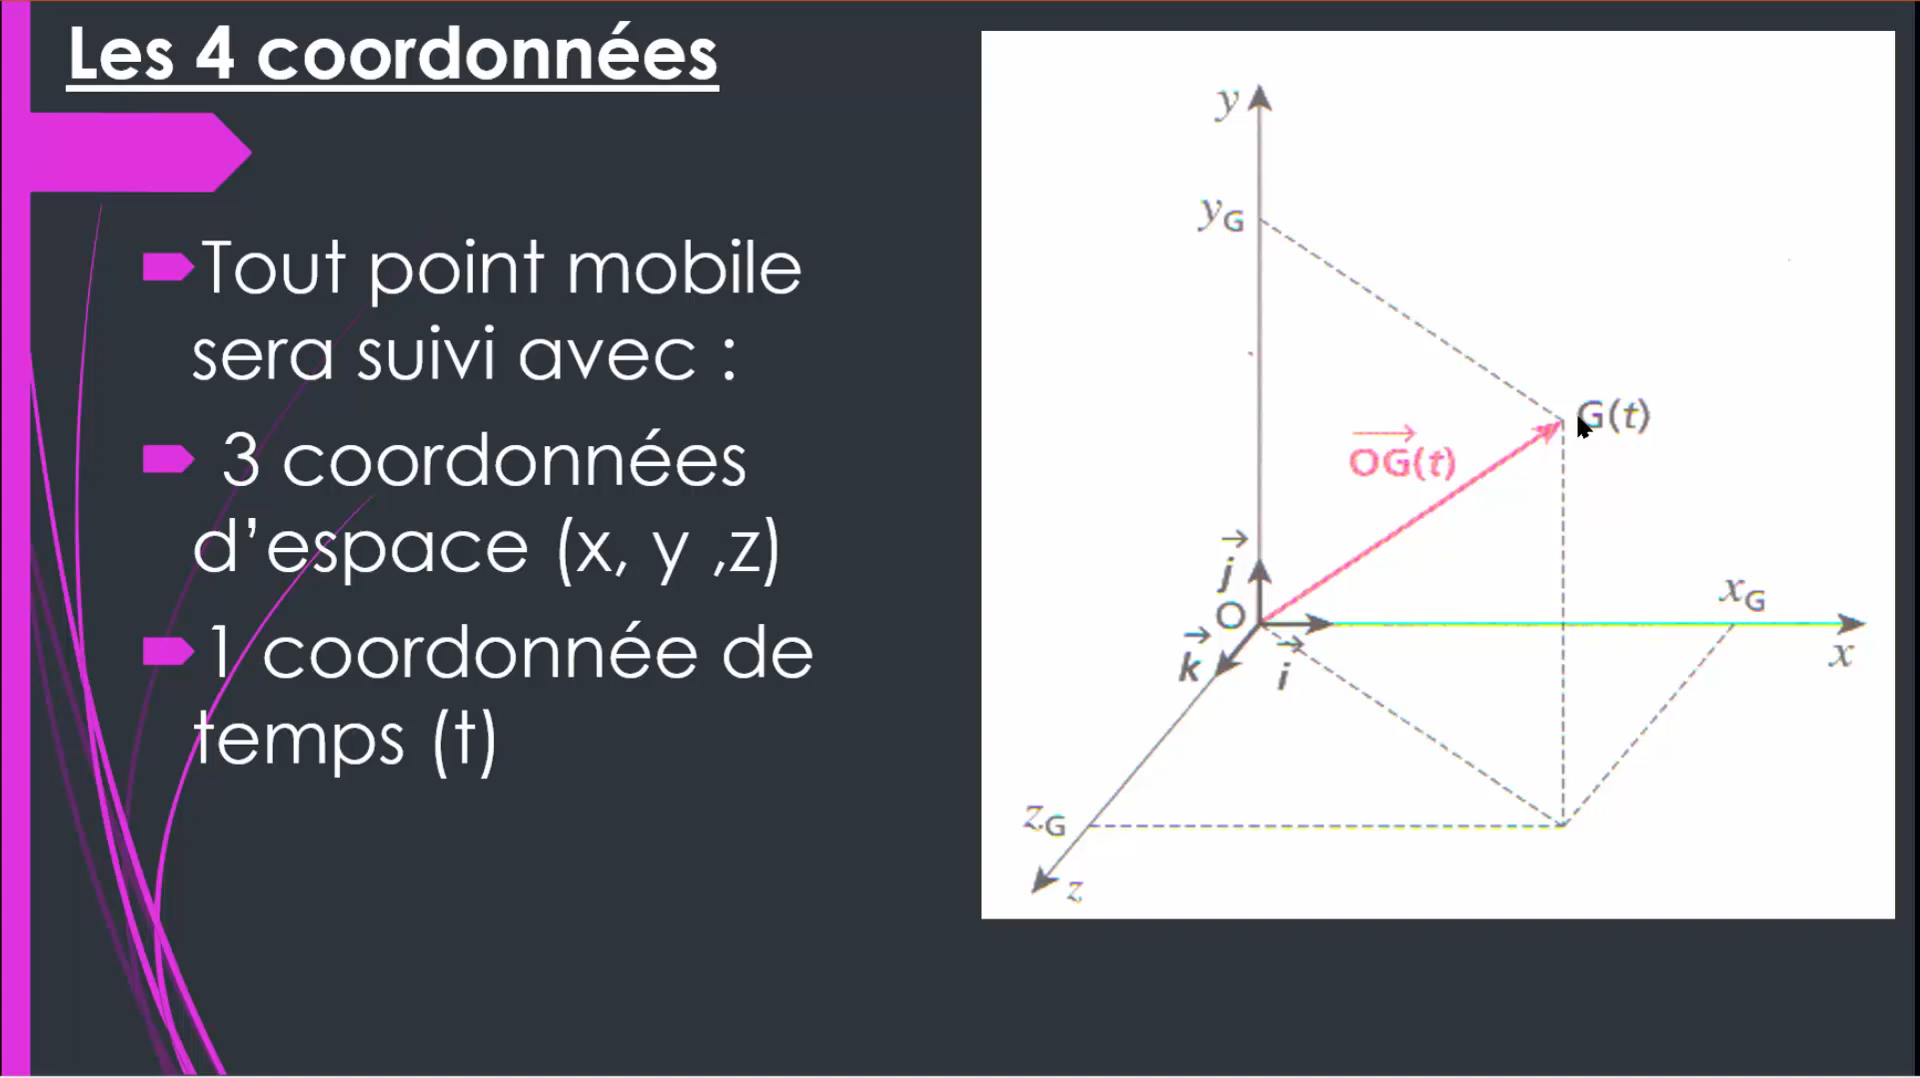 Les 4 coordonnées
Tout point mobile
sera suivi avec :
3 coordonnées
d’espace (x, y ,z)
1 coordonnée de
temps (t)
y
yG
G(t)
OG(t)
j
O
xG
k
i
x
zG
z